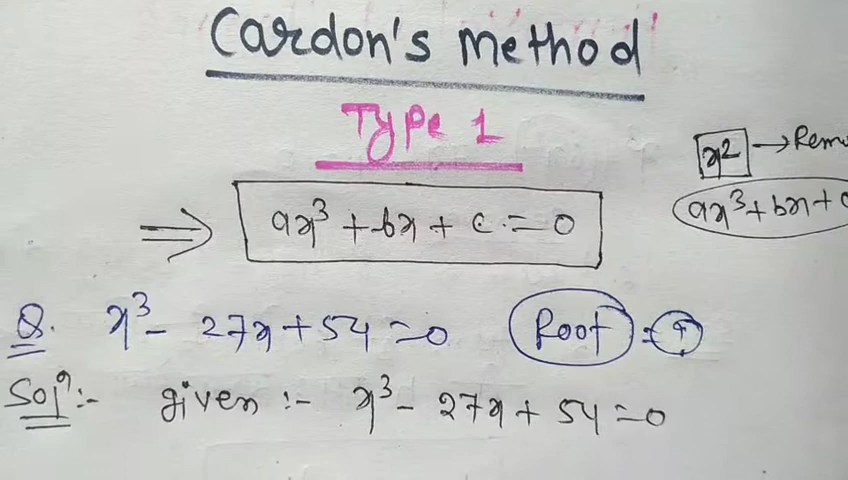 Cardon's method
Type 1
x² → Rem
⇒ ax³ + bx + c = 0
ax³ + bx +
Q. x³ - 27x + 54 = 0 Root = ?
Solⁿ :- given :- x³ - 27x + 54 = 0